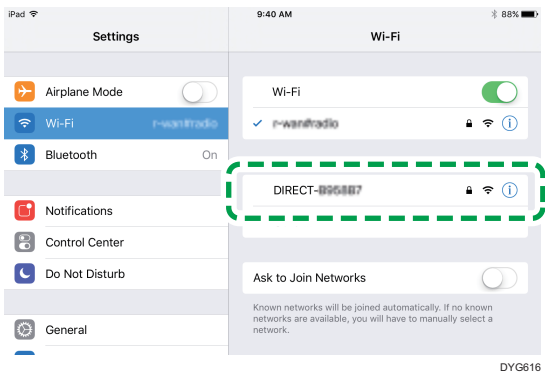 iPad 9:40 AM 88%
Settings Wi-Fi
Airplane Mode
Wi-Fi
Bluetooth On
Notifications
Control Center
Do Not Disturb
General
Wi-Fi
DIRECT-
Ask to Join Networks
Known networks will be joined automatically. If no known
networks are available, you will have to manually select a
network.
DYG616